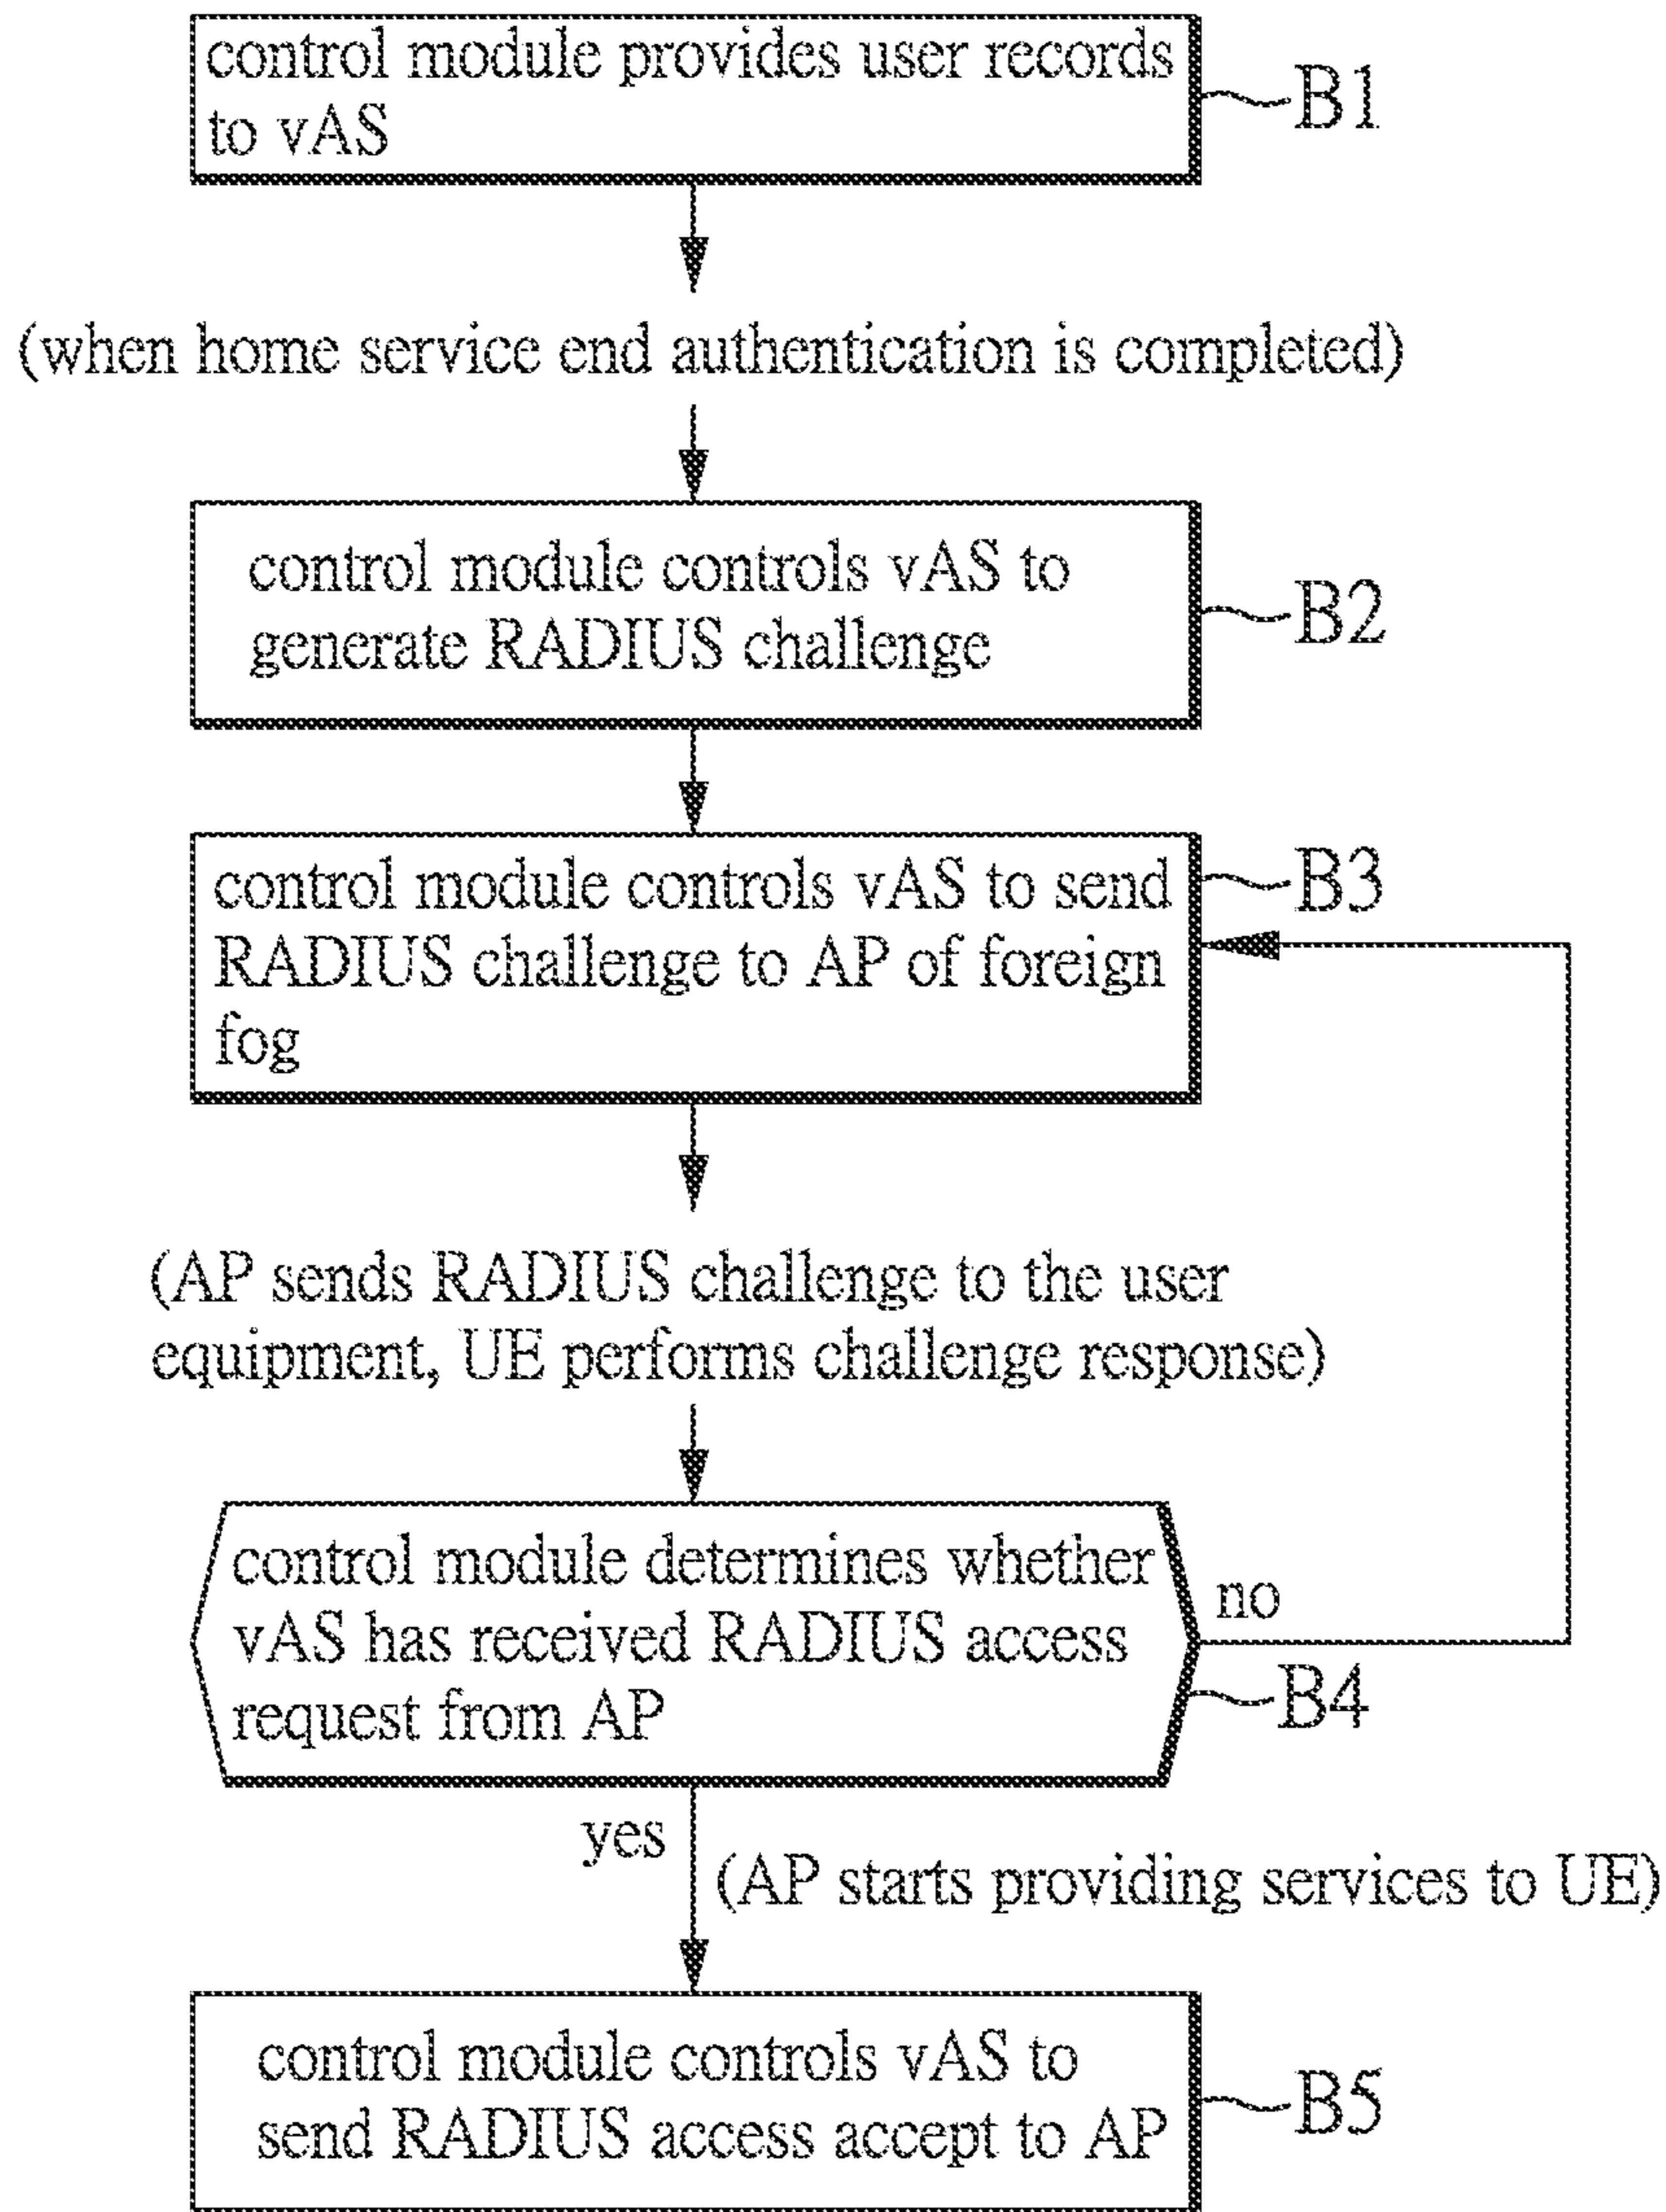 control module provides user records
to vAS
B1
(when home service end authentication is completed)
control module controls vAS to
generate RADIUS challenge
B2
control module controls vAS to send
RADIUS challenge to AP of foreign
fog
B3
(AP sends RADIUS challenge to the user
equipment, UE performs challenge response)
control module determines whether
vAS has received RADIUS access
request from AP
no
B4
yes
(AP starts providing services to UE)
control module controls vAS to
send RADIUS access accept to AP
B5